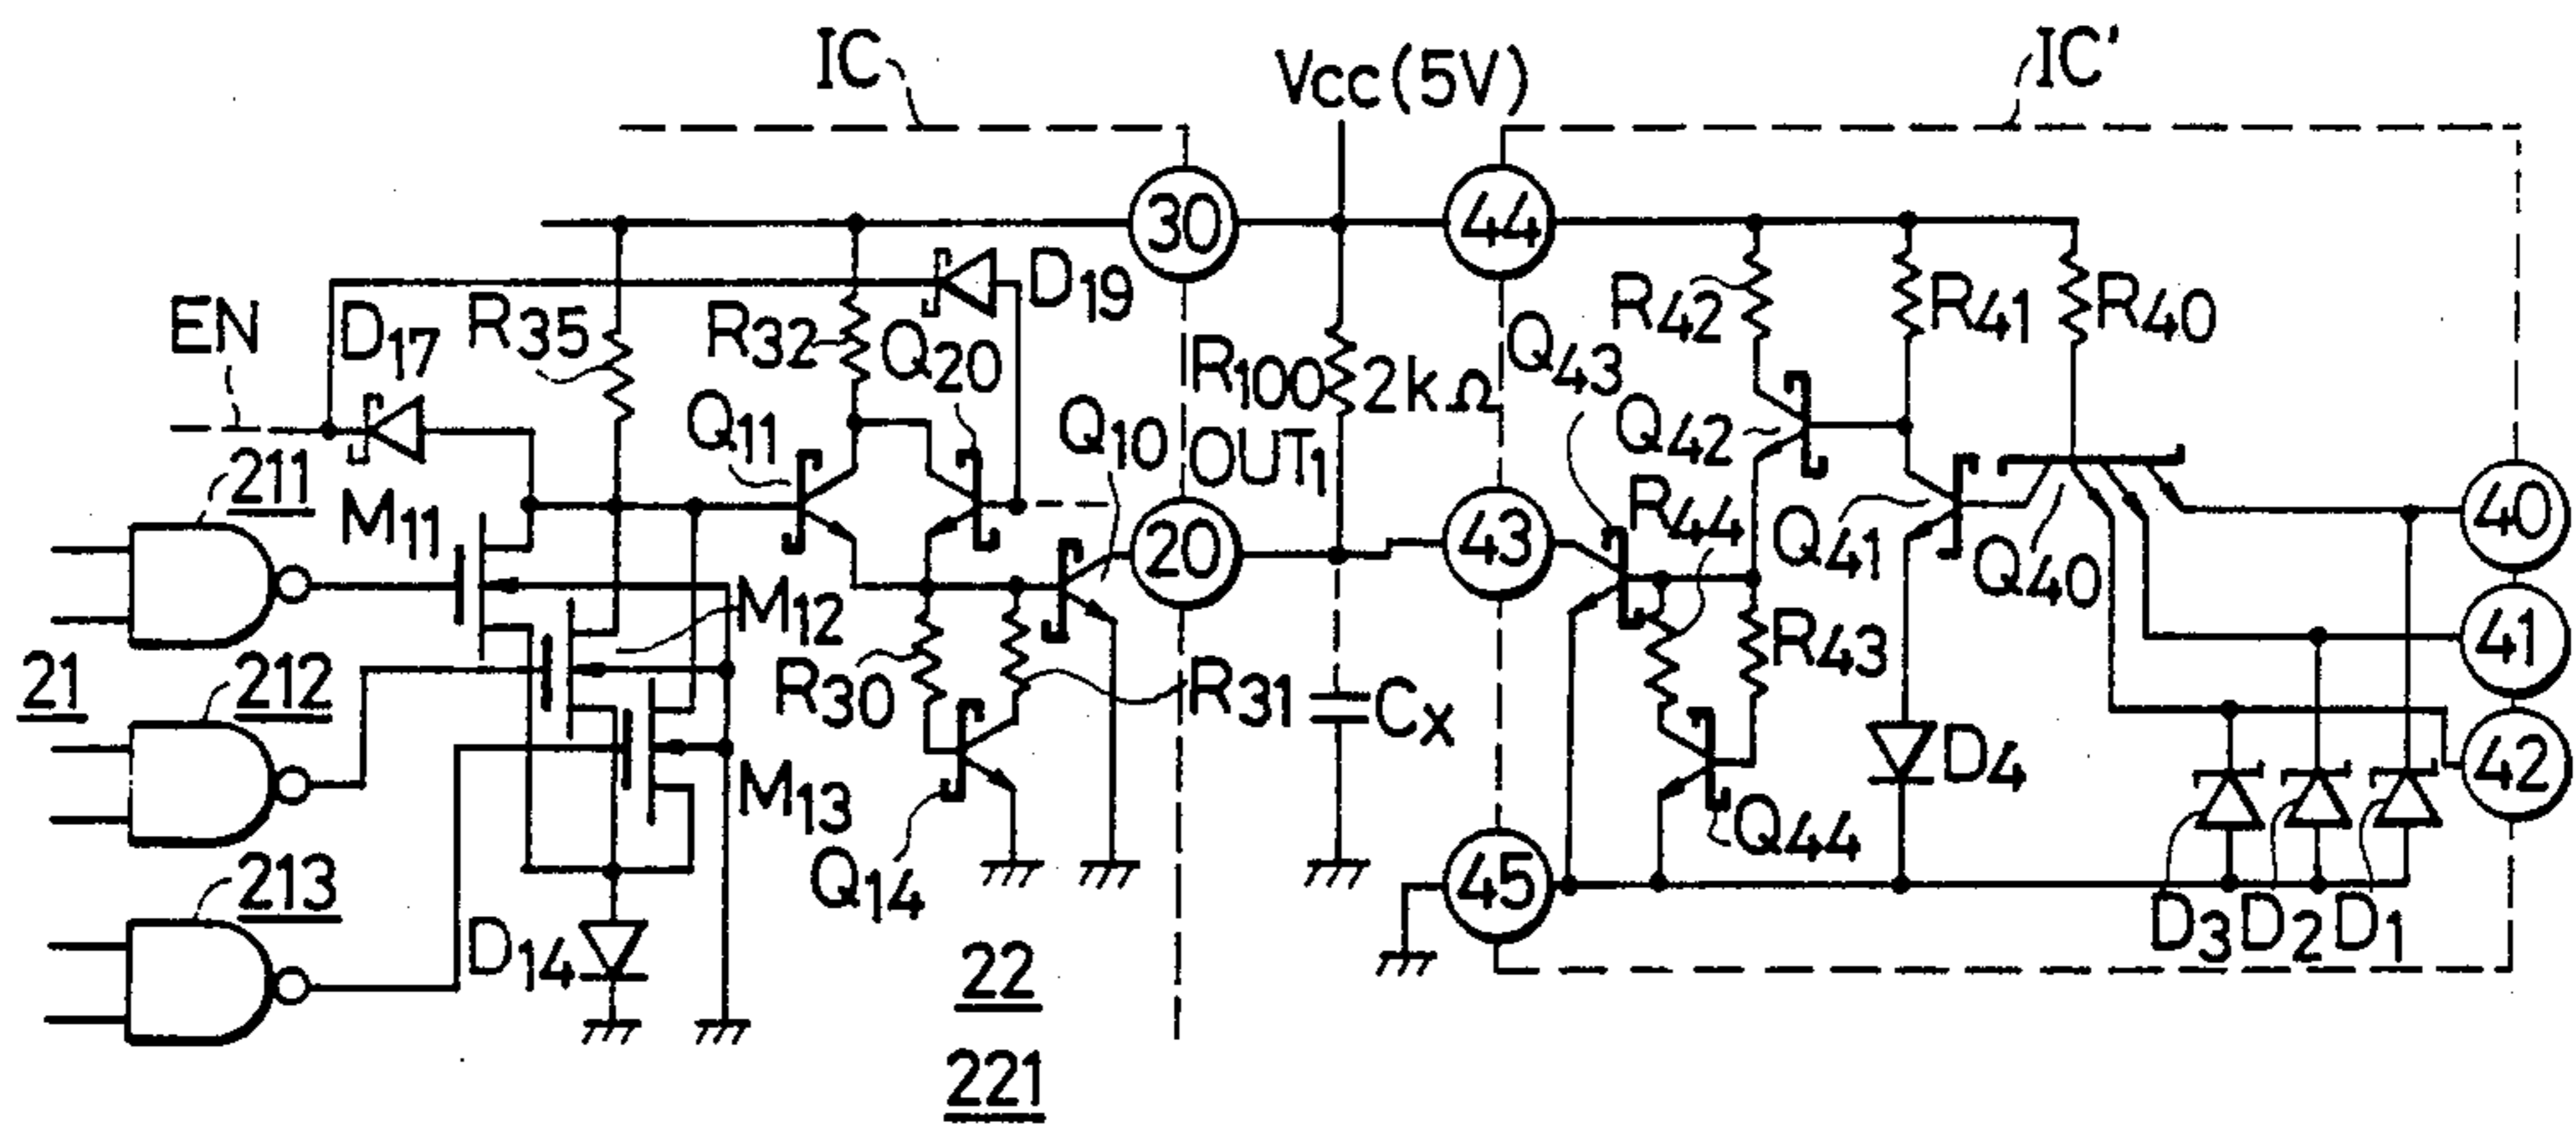 IC
Vcc(5V)
IC'
30
44
EN
D17
R35
R32
Q20
D19
R100
2kΩ
Q43
R42
R41
R40
211
M11
Q11
Q10
OUT1
Q42
R44
Q41
Q40
40
20
43
41
21
212
M12
R30
R31
Cx
R43
D4
42
213
M13
Q14
Q44
45
D14
22
D3
D2
D1
221